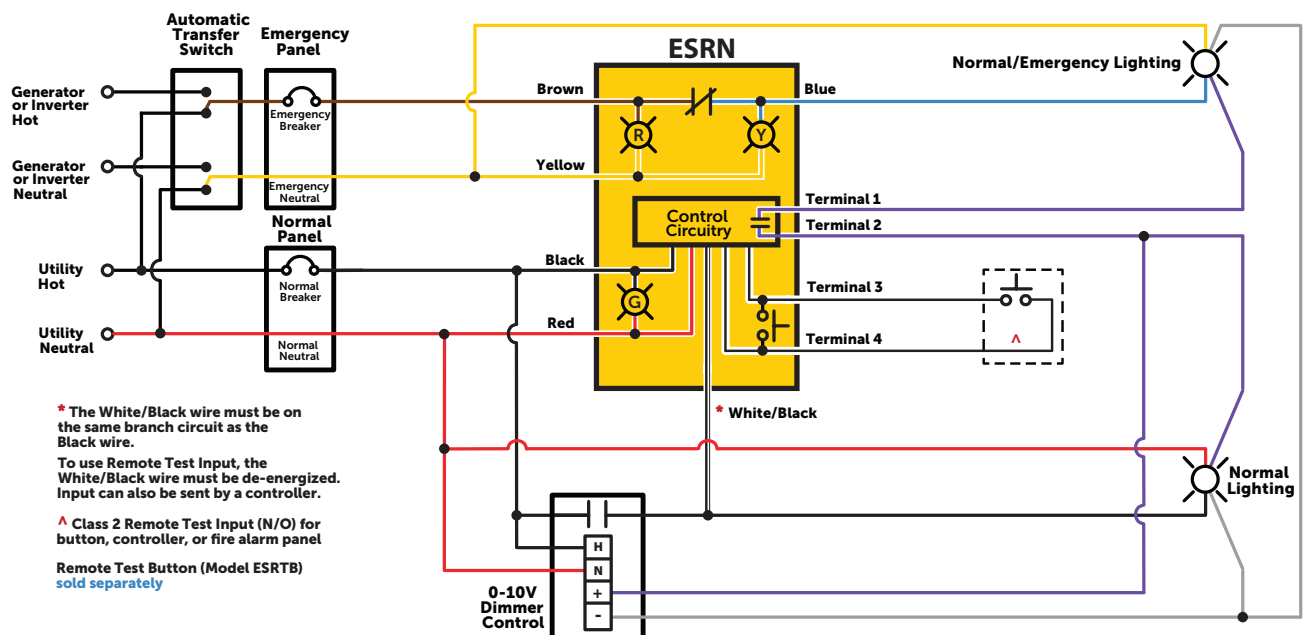 Automatic
Transfer
Switch
Emergency
Panel
ESRN
Normal/Emergency Lighting
Generator
or Inverter
Hot
Brown
Blue
Emergency
Breaker
R
Y
Generator
or Inverter
Neutral
Yellow
Emergency
Neutral
Normal
Panel
Terminal 1
Control
Circuitry
Terminal 2
Utility
Hot
Black
Normal
Breaker
Terminal 3
G
Utility
Neutral
Red
Normal
Neutral
Terminal 4
^
* White/Black
* The White/Black wire must be on
the same branch circuit as the
Black wire.
To use Remote Test Input, the
White/Black wire must be de-energized.
Input can also be sent by a controller.
^ Class 2 Remote Test Input (N/O) for
button, controller, or fire alarm panel
Remote Test Button (Model ESRTB)
sold separately
Normal
Lighting
0-10V
Dimmer
Control
H
N
+
-